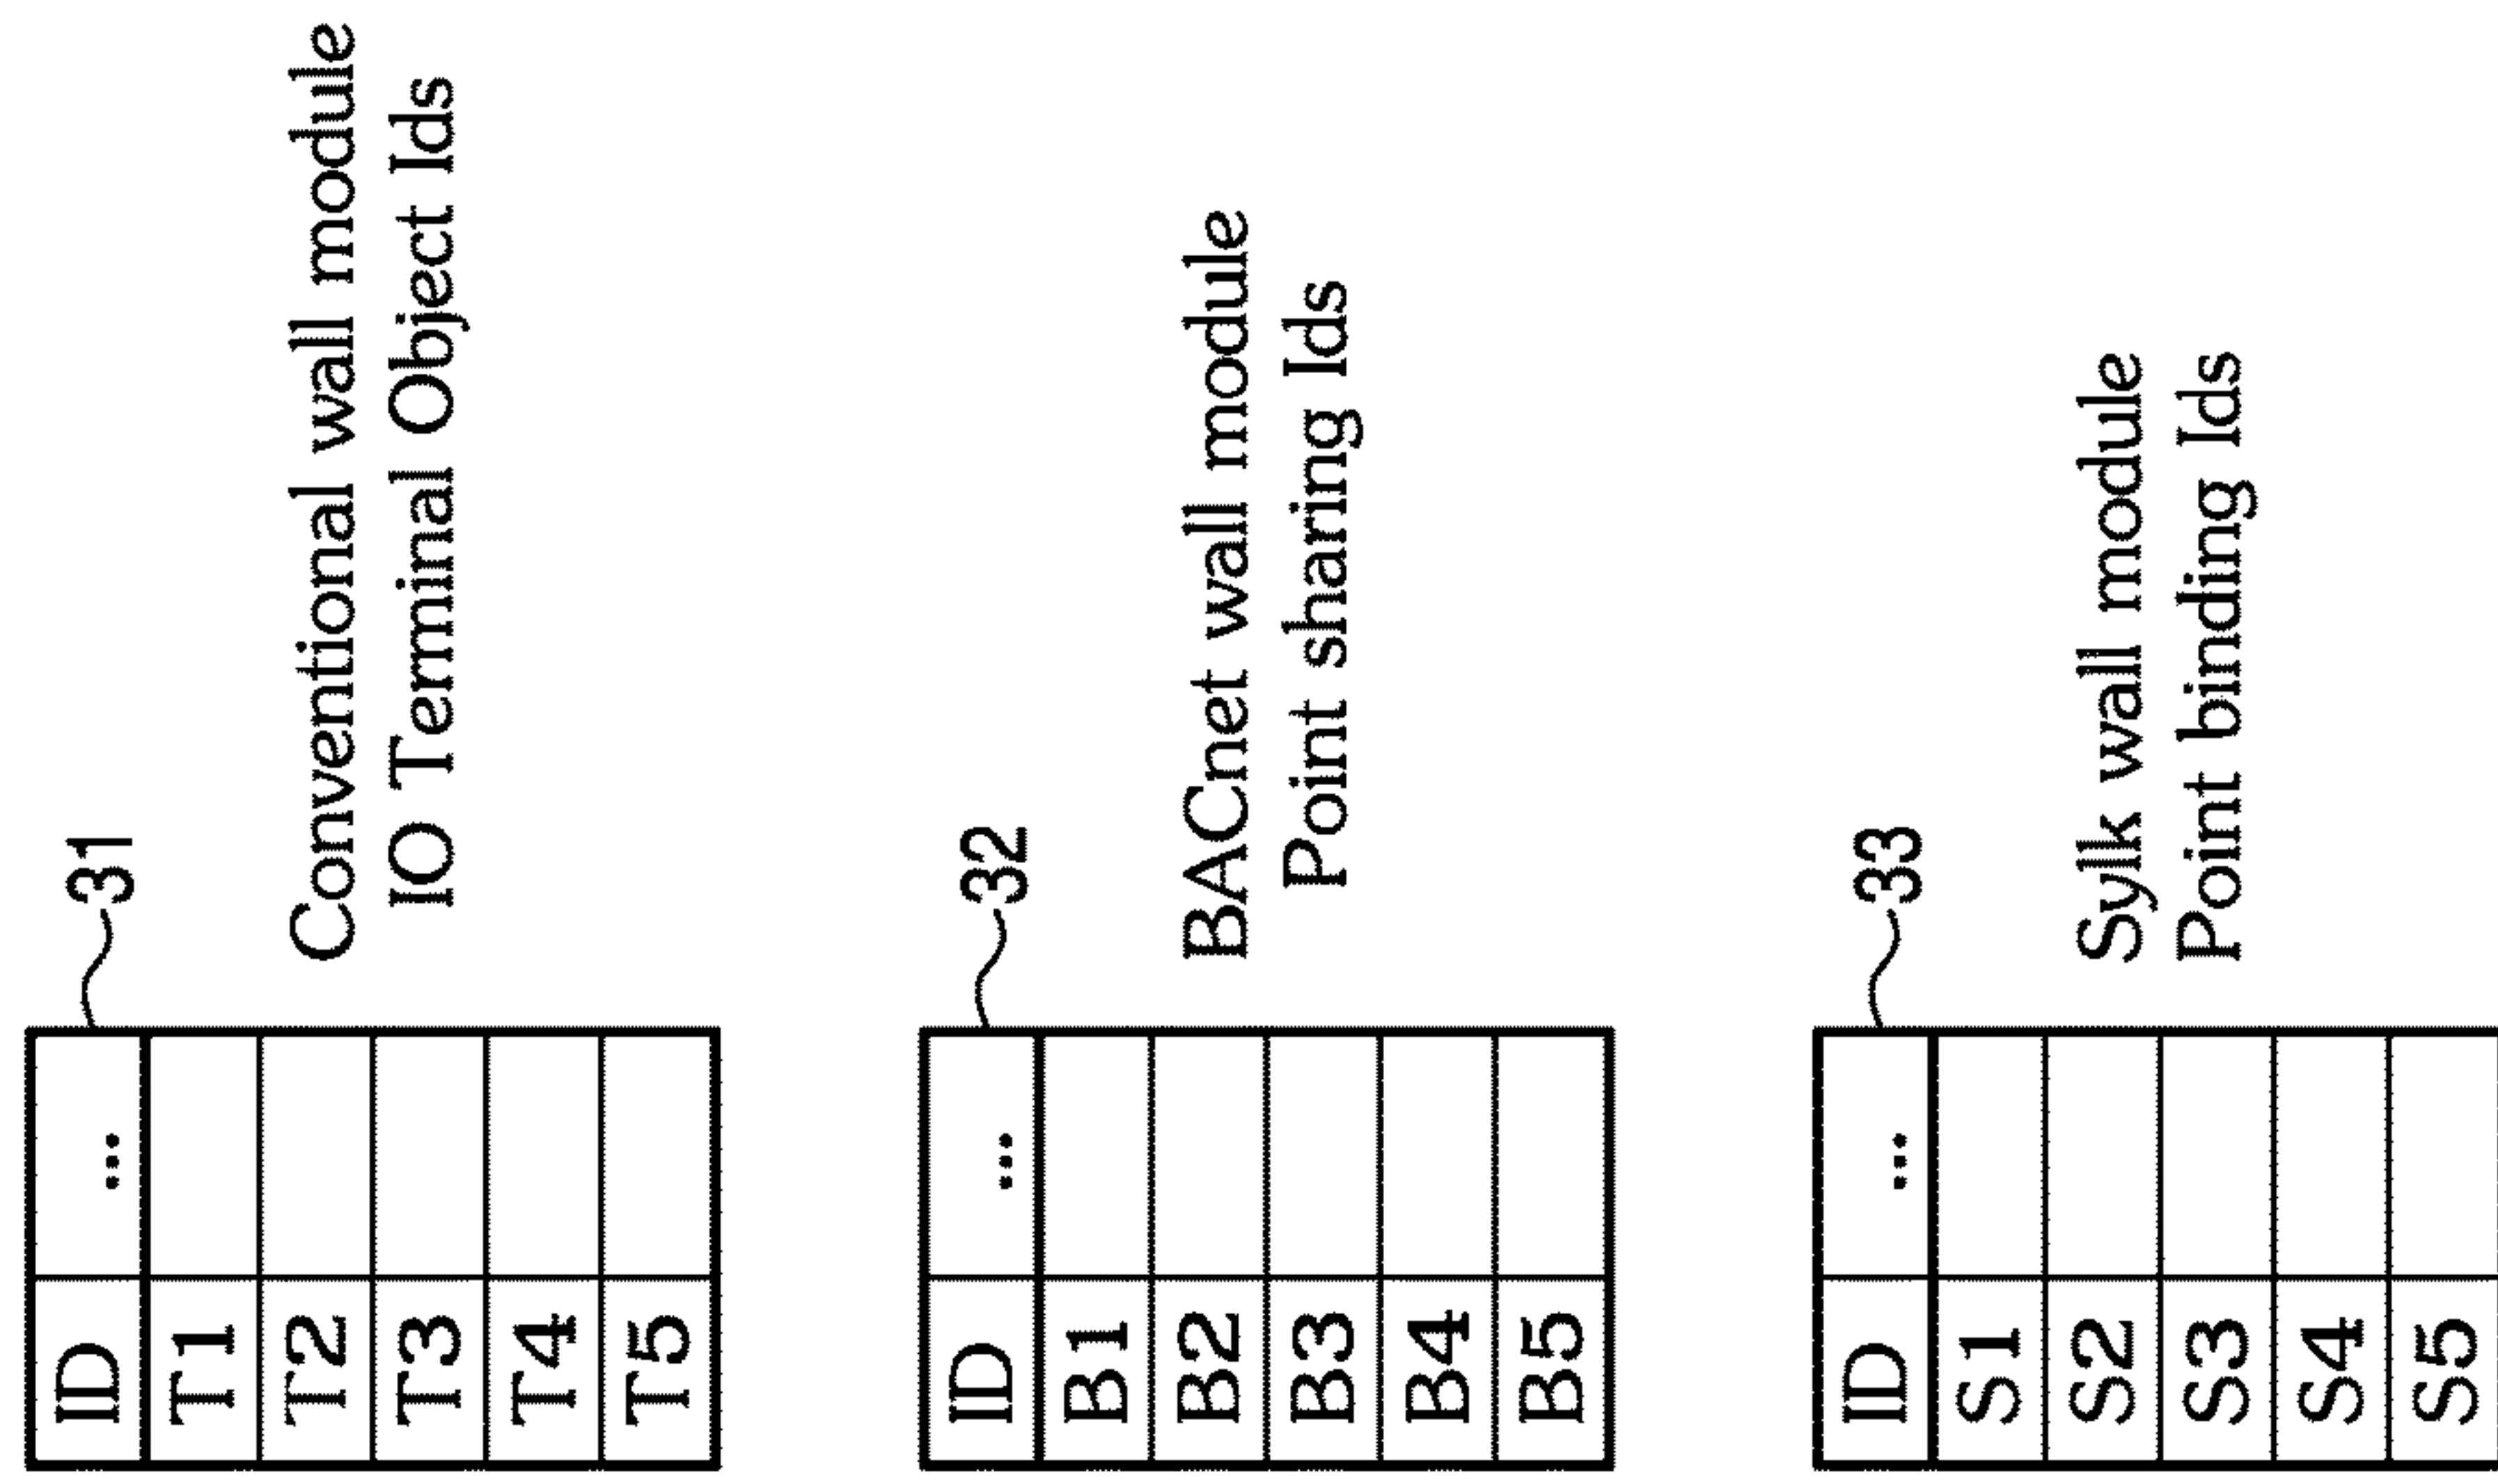 31
ID ...
T1
T2
T3
T4
T5
Conventional wall module
IO Terminal Object Ids
32
ID ...
B1
B2
B3
B4
B5
BACnet wall module
Point sharing Ids
33
ID ...
S1
S2
S3
S4
S5
Sylk wall module
Point binding Ids